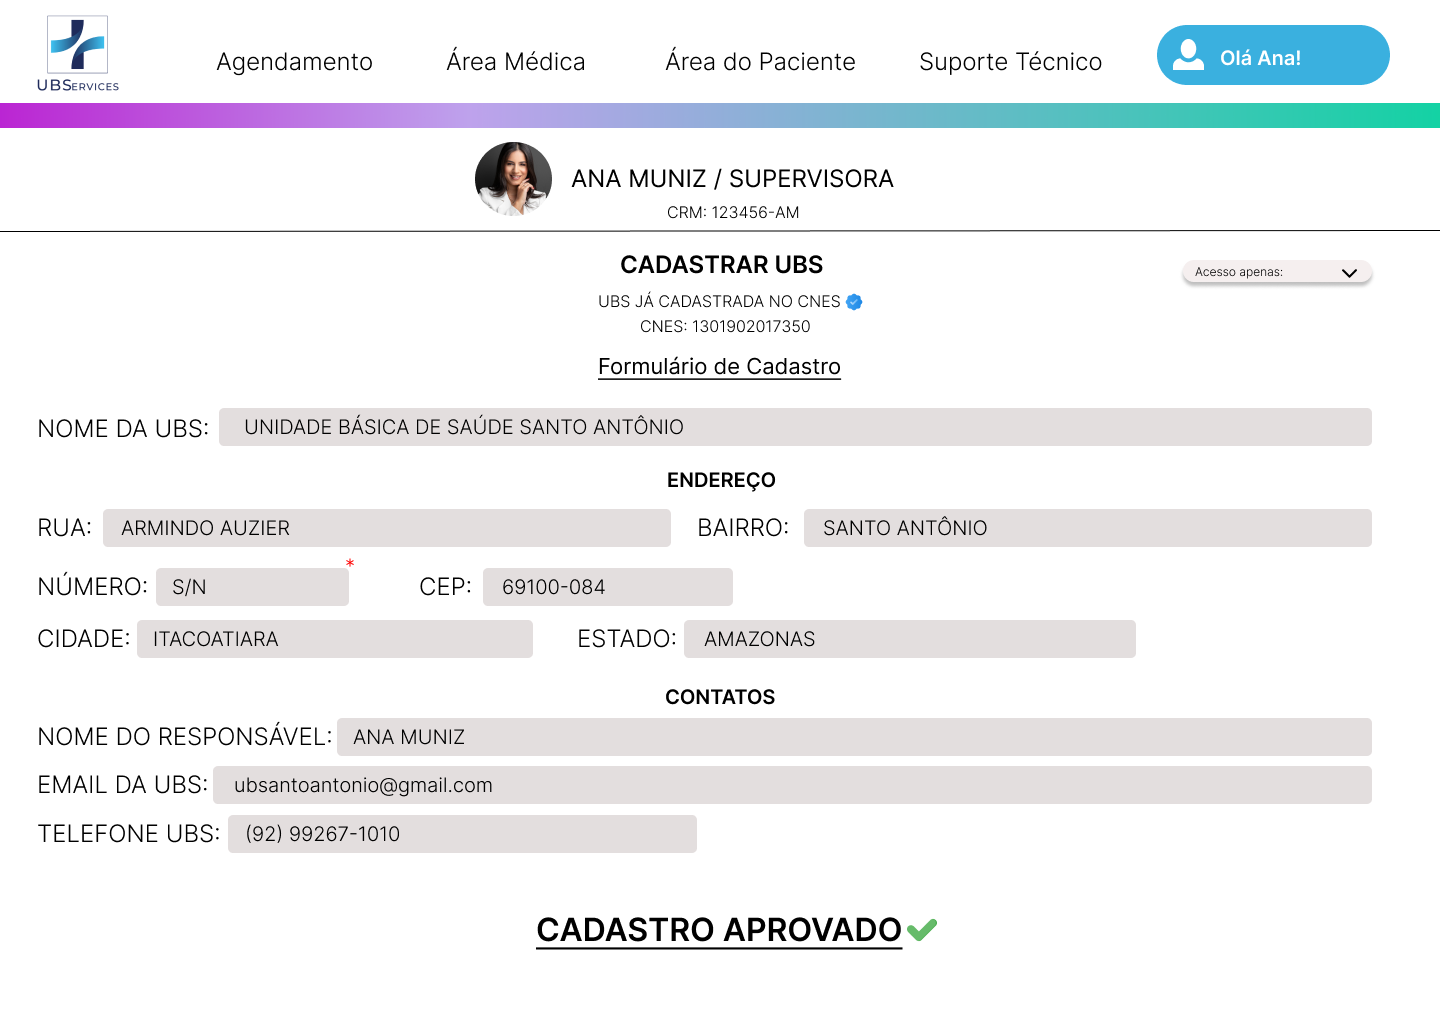 UBSERVICES
Agendamento Área Médica Área do Paciente Suporte Técnico Olá Ana!
ANA MUNIZ / SUPERVISORA
CRM: 123456-AM
CADASTRAR UBS
Acesso apenas:
UBS JÁ CADASTRADA NO CNES
CNES: 1301902017350
Formulário de Cadastro
NOME DA UBS: UNIDADE BÁSICA DE SAÚDE SANTO ANTÔNIO
ENDEREÇO
RUA: ARMINDO AUZIER BAIRRO: SANTO ANTÔNIO
NÚMERO: S/N * CEP: 69100-084
CIDADE: ITACOATIARA ESTADO: AMAZONAS
CONTATOS
NOME DO RESPONSÁVEL: ANA MUNIZ
EMAIL DA UBS: ubsantoantonio@gmail.com
TELEFONE UBS: (92) 99267-1010
CADASTRO APROVADO